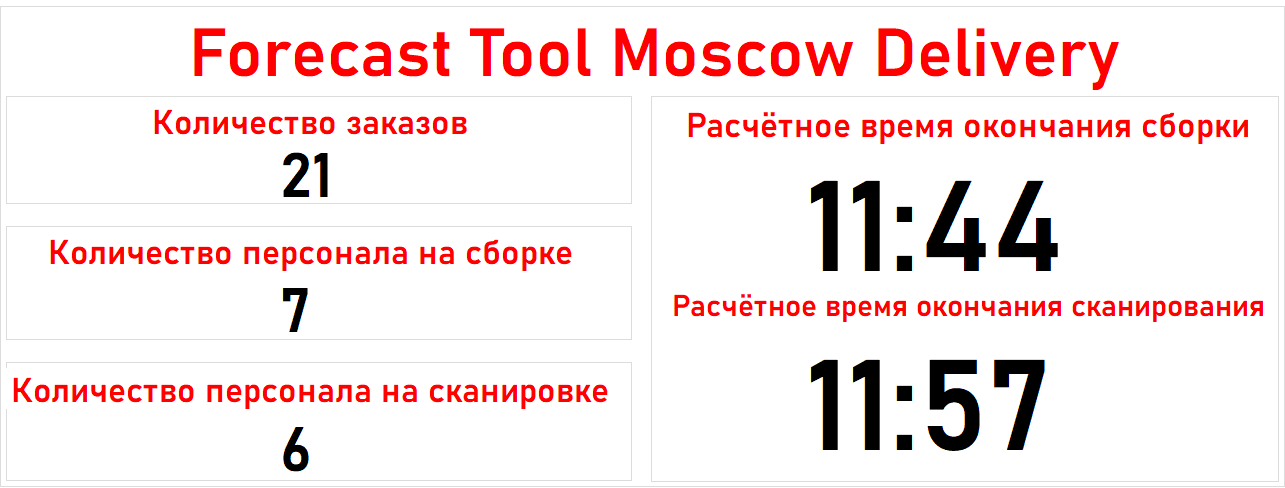 Forecast Tool Moscow Delivery
Количество заказов
21
Количество персонала на сборке
7
Количество персонала на сканировке
6
Расчётное время окончания сборки
11:44
Расчётное время окончания сканирования
11:57